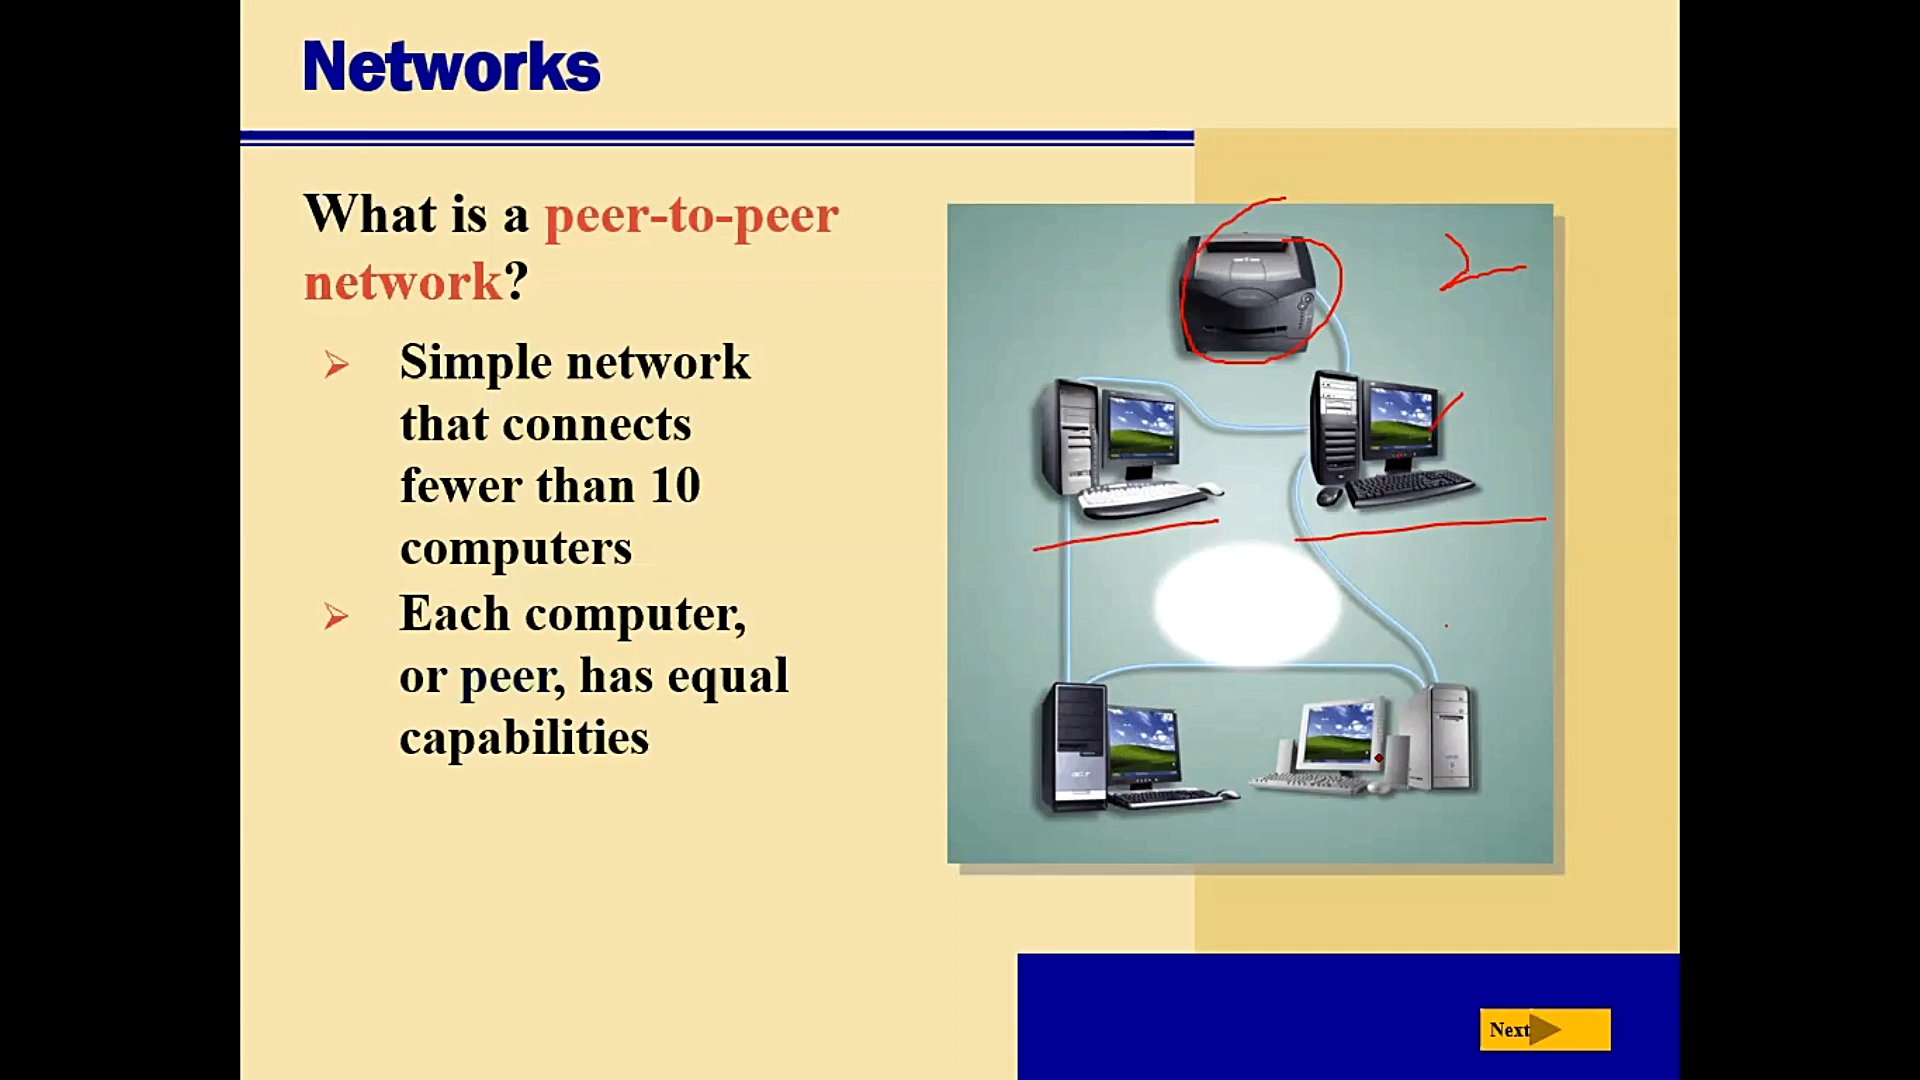 Networks
What is a peer-to-peer
network?
Simple network
that connects
fewer than 10
computers
Each computer,
or peer, has equal
capabilities
acer
Next